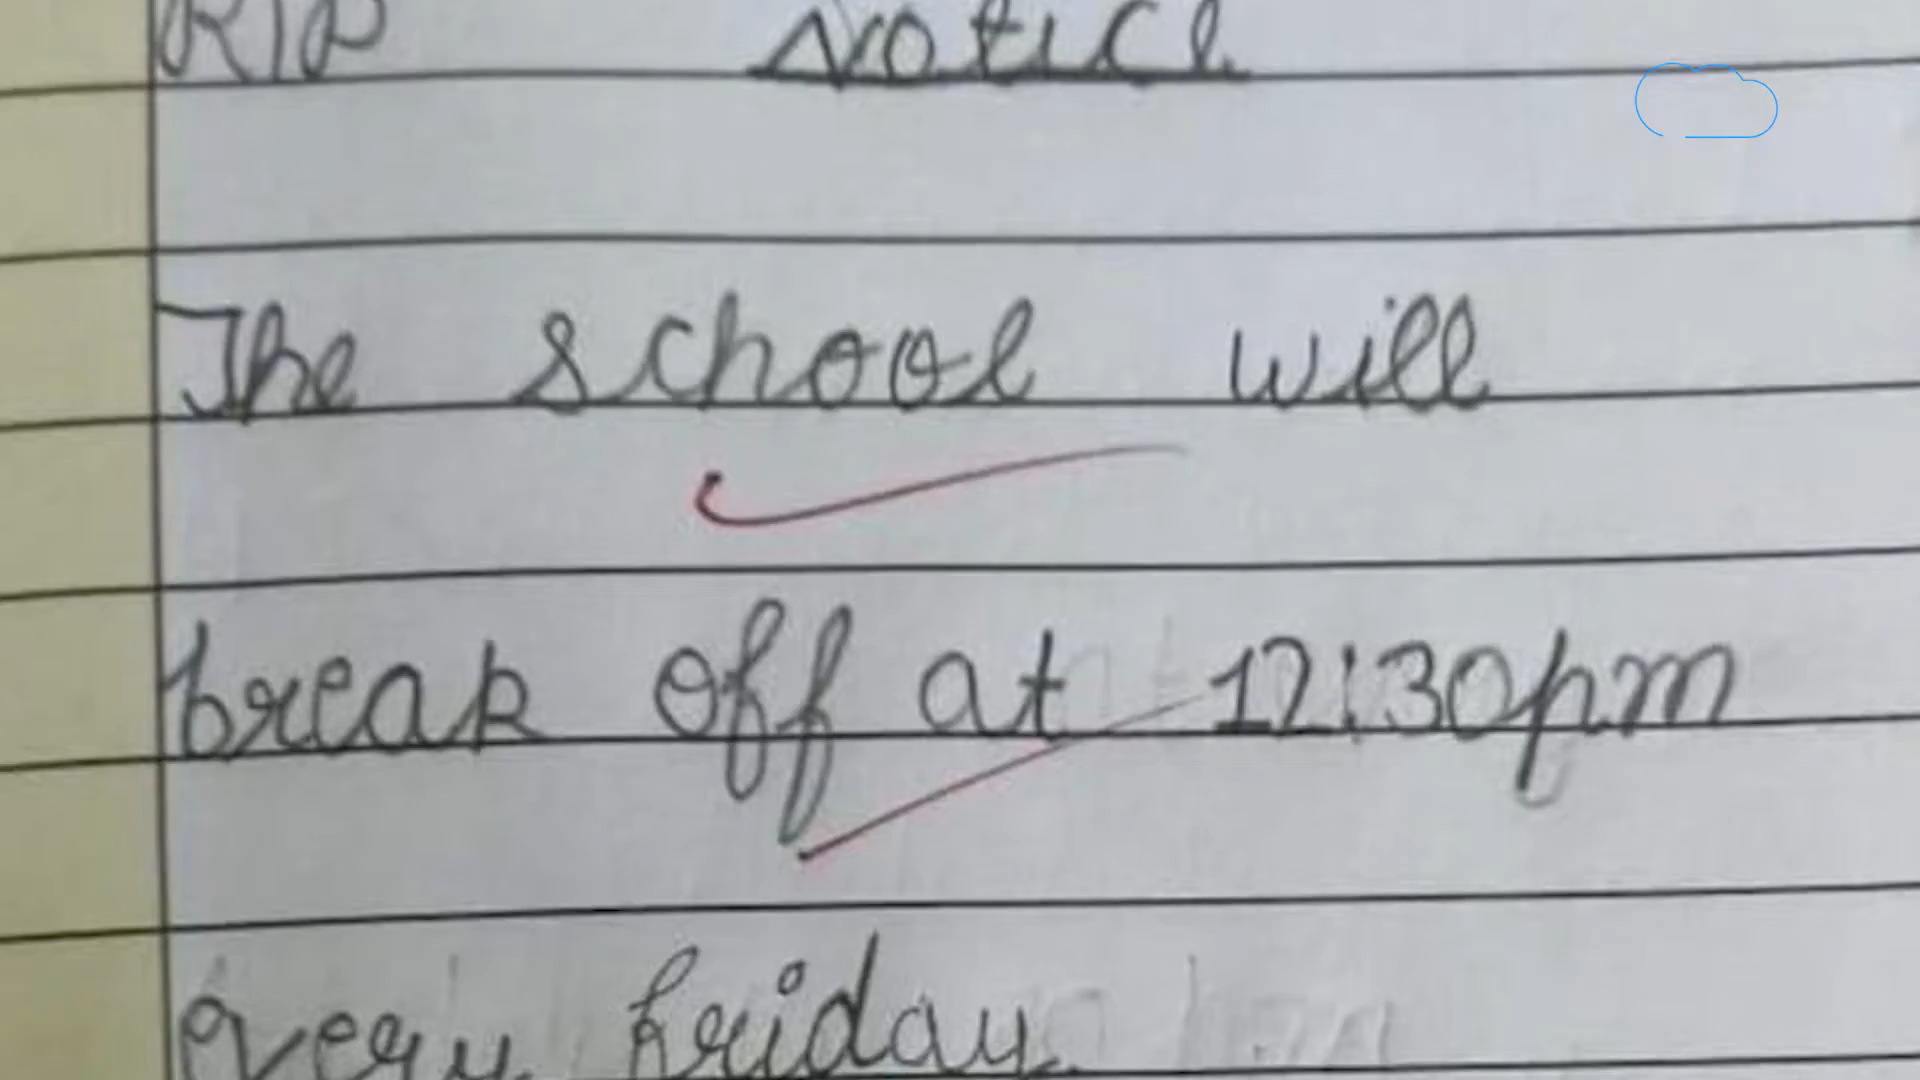 R/D Notice
The school will
break off at 12:30pm
every friday.